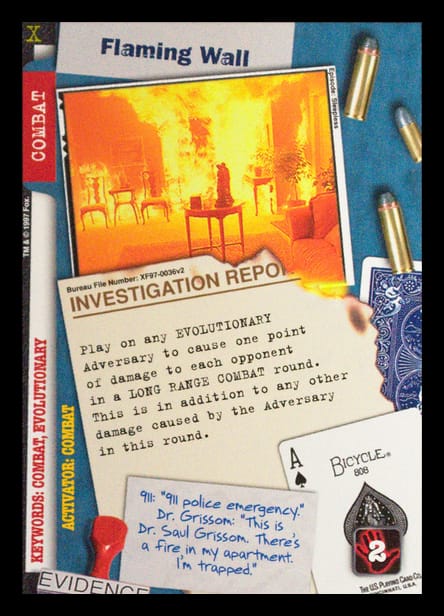 X
Flaming Wall
COMBAT
Episode: Sleepless
TM & © 1997 Fox.
Bureau File Number: XF97-0036v2
INVESTIGATION REPO
Play on any EVOLUTIONARY
Adversary to cause one point
of damage to each opponent
in a LONG RANGE COMBAT round.
This is in addition to any other
damage caused by the Adversary
in this round.
KEYWORDS: COMBAT, EVOLUTIONARY
ACTIVATOR: COMBAT
A
BICYCLE®
808
2
THE U.S. PLAYING CARD CO
CINCINNATI, U.S.A.
911: "911 police emergency."
Dr. Grissom: "This is
Dr. Saul Grissom. There's
a fire in my apartment.
I'm trapped."
EVIDENCE